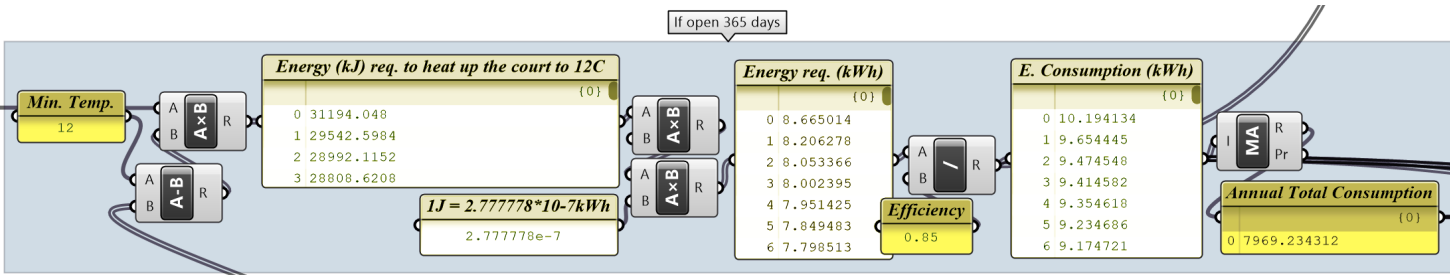 If open 365 days
Min. Temp.
12
A
B
A×B
R
A
B
A-B
R
Energy (kJ) req. to heat up the court to 12C
{0}
0 31194.048
1 29542.5984
2 28992.1152
3 28808.6208
1J = 2.777778*10-7kWh
2.777778e-7
A
B
A×B
R
A
B
A×B
R
Energy req. (kWh)
{0}
0 8.665014
1 8.206278
2 8.053366
3 8.002395
4 7.951425
5 7.849483
6 7.798513
A
B
/
R
Efficiency
0.85
E. Consumption (kWh)
{0}
0 10.194134
1 9.654445
2 9.474548
3 9.414582
4 9.354618
5 9.234686
6 9.174721
I
MA
R
Pr
Annual Total Consumption
{0}
0 7969.234312